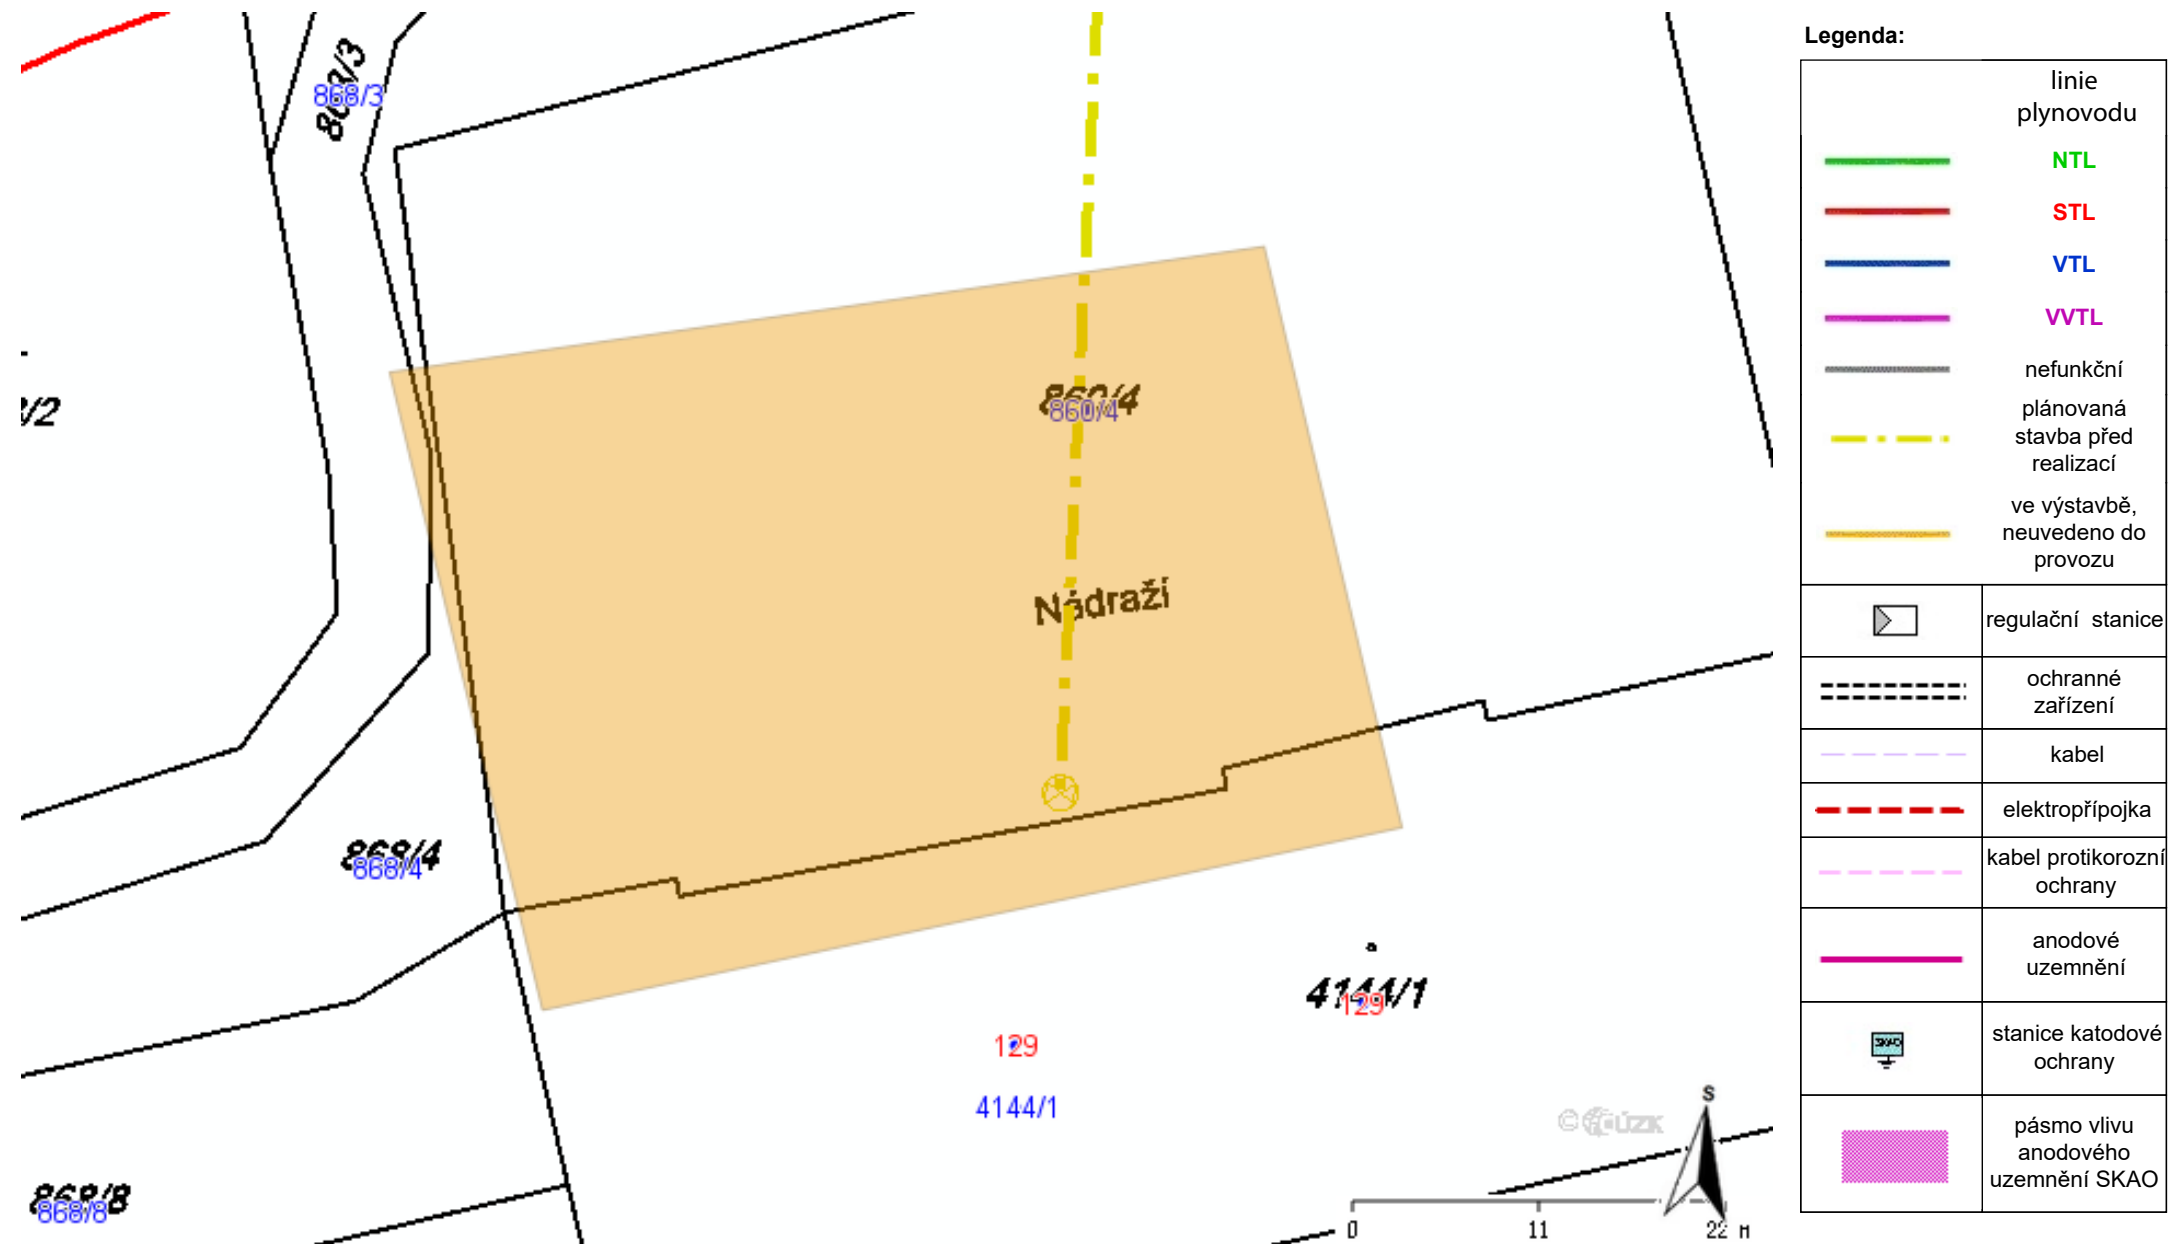 868/3
868/3
/2
860/4
860/4
Nádraží
868/4
868/4
4144/1
129
129
4144/1
868/8
868/8
S
0 11 22 M
Legenda:
linie
plynovodu
NTL
STL
VTL
VVTL
nefunkční
plánovaná
stavba před
realizací
ve výstavbě,
neuvedeno do
provozu
regulační stanice
ochranné
zařízení
kabel
elektropřípojka
kabel protikorozní
ochrany
anodové
uzemnění
SKAO
stanice katodové
ochrany
pásmo vlivu
anodového
uzemnění SKAO